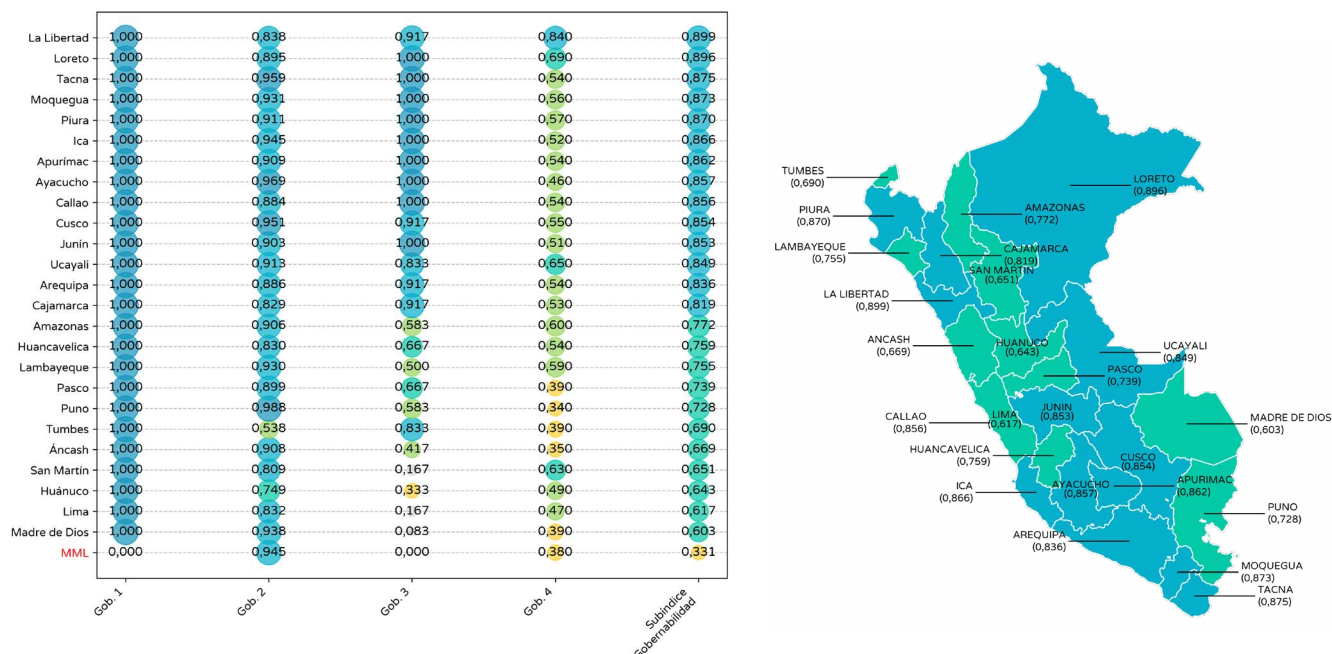 La Libertad 1,000 0,838 0,917 0,840 0,899
Loreto 1,000 0,895 1,000 0,690 0,896
Tacna 1,000 0,959 1,000 0,540 0,875
Moquegua 1,000 0,931 1,000 0,560 0,873
Piura 1,000 0,911 1,000 0,570 0,870
Ica 1,000 0,945 1,000 0,520 0,866
Apurímac 1,000 0,909 1,000 0,540 0,862
Ayacucho 1,000 0,969 1,000 0,460 0,857
Callao 1,000 0,884 1,000 0,540 0,856
Cusco 1,000 0,951 0,917 0,550 0,854
Junín 1,000 0,903 1,000 0,510 0,853
Ucayali 1,000 0,913 0,833 0,650 0,849
Arequipa 1,000 0,886 0,917 0,540 0,836
Cajamarca 1,000 0,829 0,917 0,530 0,819
Amazonas 1,000 0,906 0,583 0,600 0,772
Huancavelica 1,000 0,830 0,667 0,540 0,759
Lambayeque 1,000 0,930 0,500 0,590 0,755
Pasco 1,000 0,899 0,667 0,390 0,739
Puno 1,000 0,988 0,583 0,340 0,728
Tumbes 1,000 0,538 0,833 0,390 0,690
Áncash 1,000 0,908 0,417 0,350 0,669
San Martín 1,000 0,809 0,167 0,630 0,651
Huánuco 1,000 0,749 0,333 0,490 0,643
Lima 1,000 0,832 0,167 0,470 0,617
Madre de Dios 1,000 0,938 0,083 0,390 0,603
MML 0,000 0,945 0,000 0,380 0,331
Gob. 1
Gob. 2
Gob. 3
Gob. 4
Subíndice
Gobernabilidad
TUMBES
(0,690)
LORETO
(0,896)
PIURA
(0,870)
AMAZONAS
(0,772)
LAMBAYEQUE
(0,755)
CAJAMARCA
(0,819)
SAN MARTÍN
(0,651)
LA LIBERTAD
(0,899)
ANCASH
(0,669)
HUANUCO
(0,643)
UCAYALI
(0,849)
PASCO
(0,739)
CALLAO
(0,856)
LIMA
(0,617)
JUNIN
(0,853)
MADRE DE DIOS
(0,603)
HUANCAVELICA
(0,759)
CUSCO
(0,854)
ICA
(0,866)
AYACUCHO
(0,857)
APURIMAC
(0,862)
PUNO
(0,728)
AREQUIPA
(0,836)
MOQUEGUA
(0,873)
TACNA
(0,875)